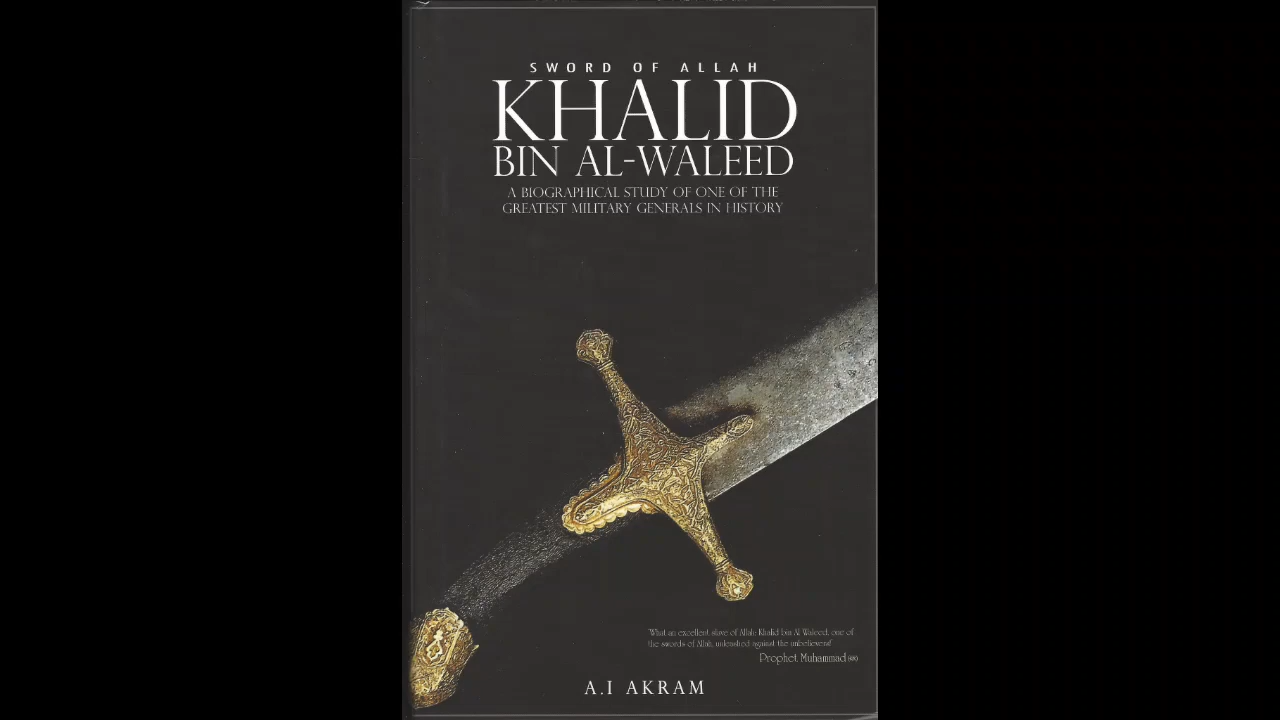 SWORD OF ALLAH
KHALID
BIN AL-WALEED
A BIOGRAPHICAL STUDY OF ONE OF THE
GREATEST MILITARY GENERALS IN HISTORY
'What an excellent slave of Allah: Khalid bin Al Waleed, one of
the swords of Allah, unleashed against the unbelievers!'
Prophet Muhammad
A.I AKRAM